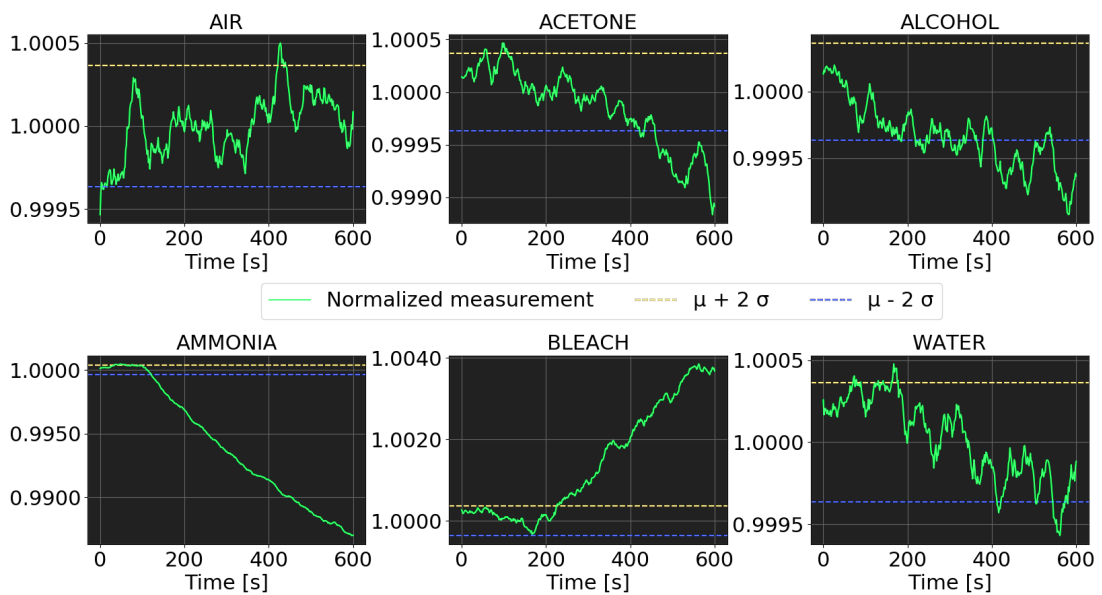 AIR
1.0005
1.0000
0.9995
0 200 400 600
Time [s]
ACETONE
1.0005
1.0000
0.9995
0.9990
0 200 400 600
Time [s]
ALCOHOL
1.0000
0.9995
0 200 400 600
Time [s]
Normalized measurement μ + 2 σ μ - 2 σ
AMMONIA
1.0000
0.9950
0.9900
0 200 400 600
Time [s]
BLEACH
1.0040
1.0020
1.0000
0 200 400 600
Time [s]
WATER
1.0005
1.0000
0.9995
0 200 400 600
Time [s]